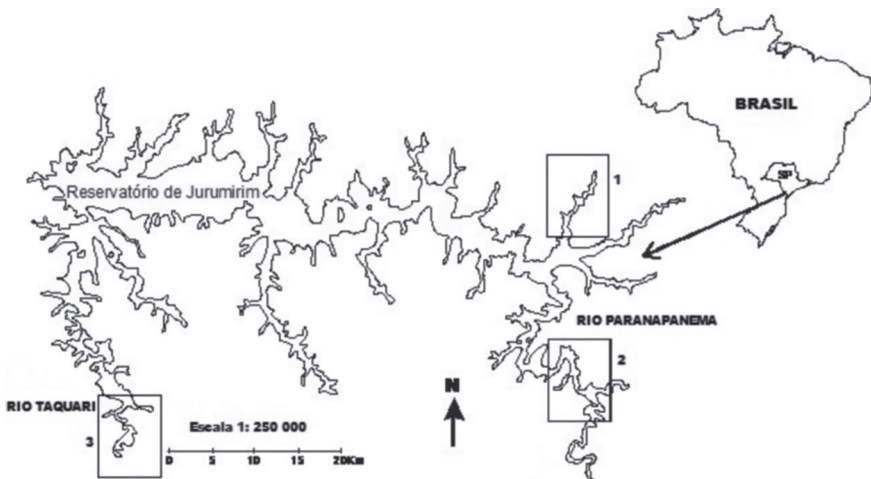 BRASIL
SP
1
Reservatório de Jurumirim
RIO PARANAPANEMA
2
N
RIO TAQUARI
3
Escala 1: 250 000
0 5 10 15 20Km